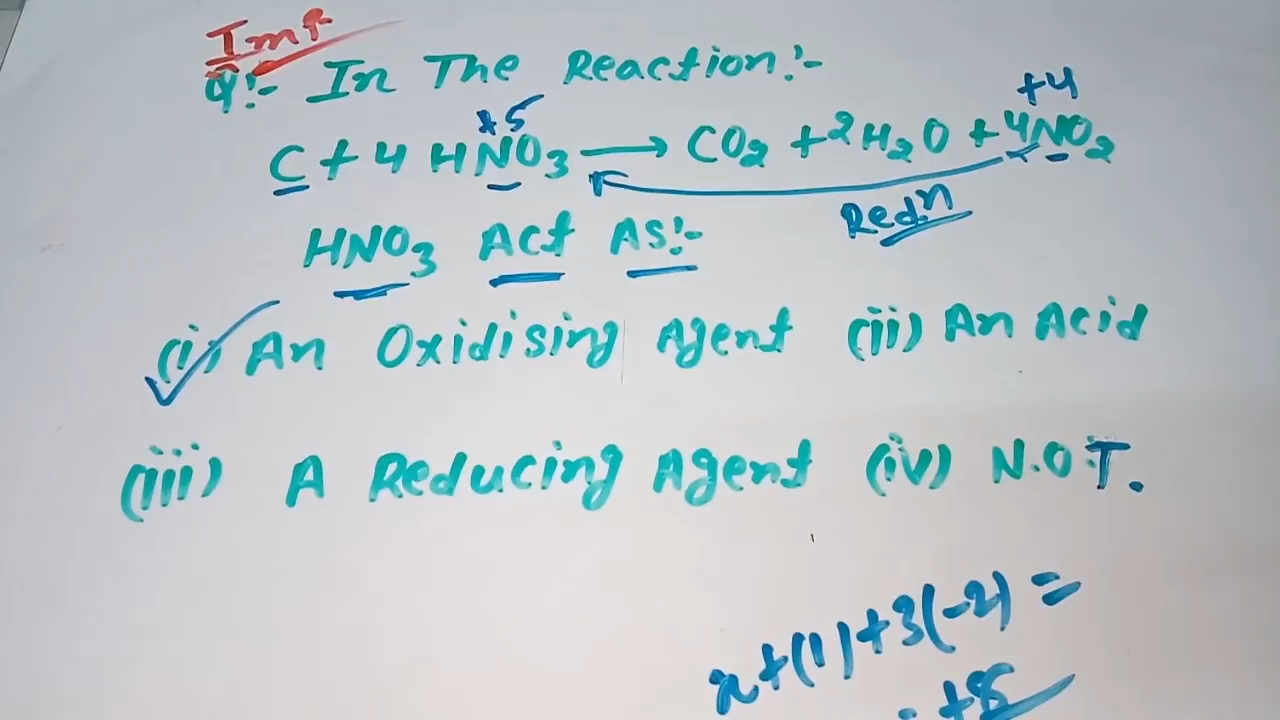 Imp
Q:- In The Reaction:-
+5 +4
C + 4 HNO3 → CO2 + 2H2O + 4NO2
Redn
HNO3 Act As:-
(i) An Oxidising Agent (ii) An Acid
(iii) A Reducing Agent (iv) N.O.T.
x+(1)+3(-2) =
+5